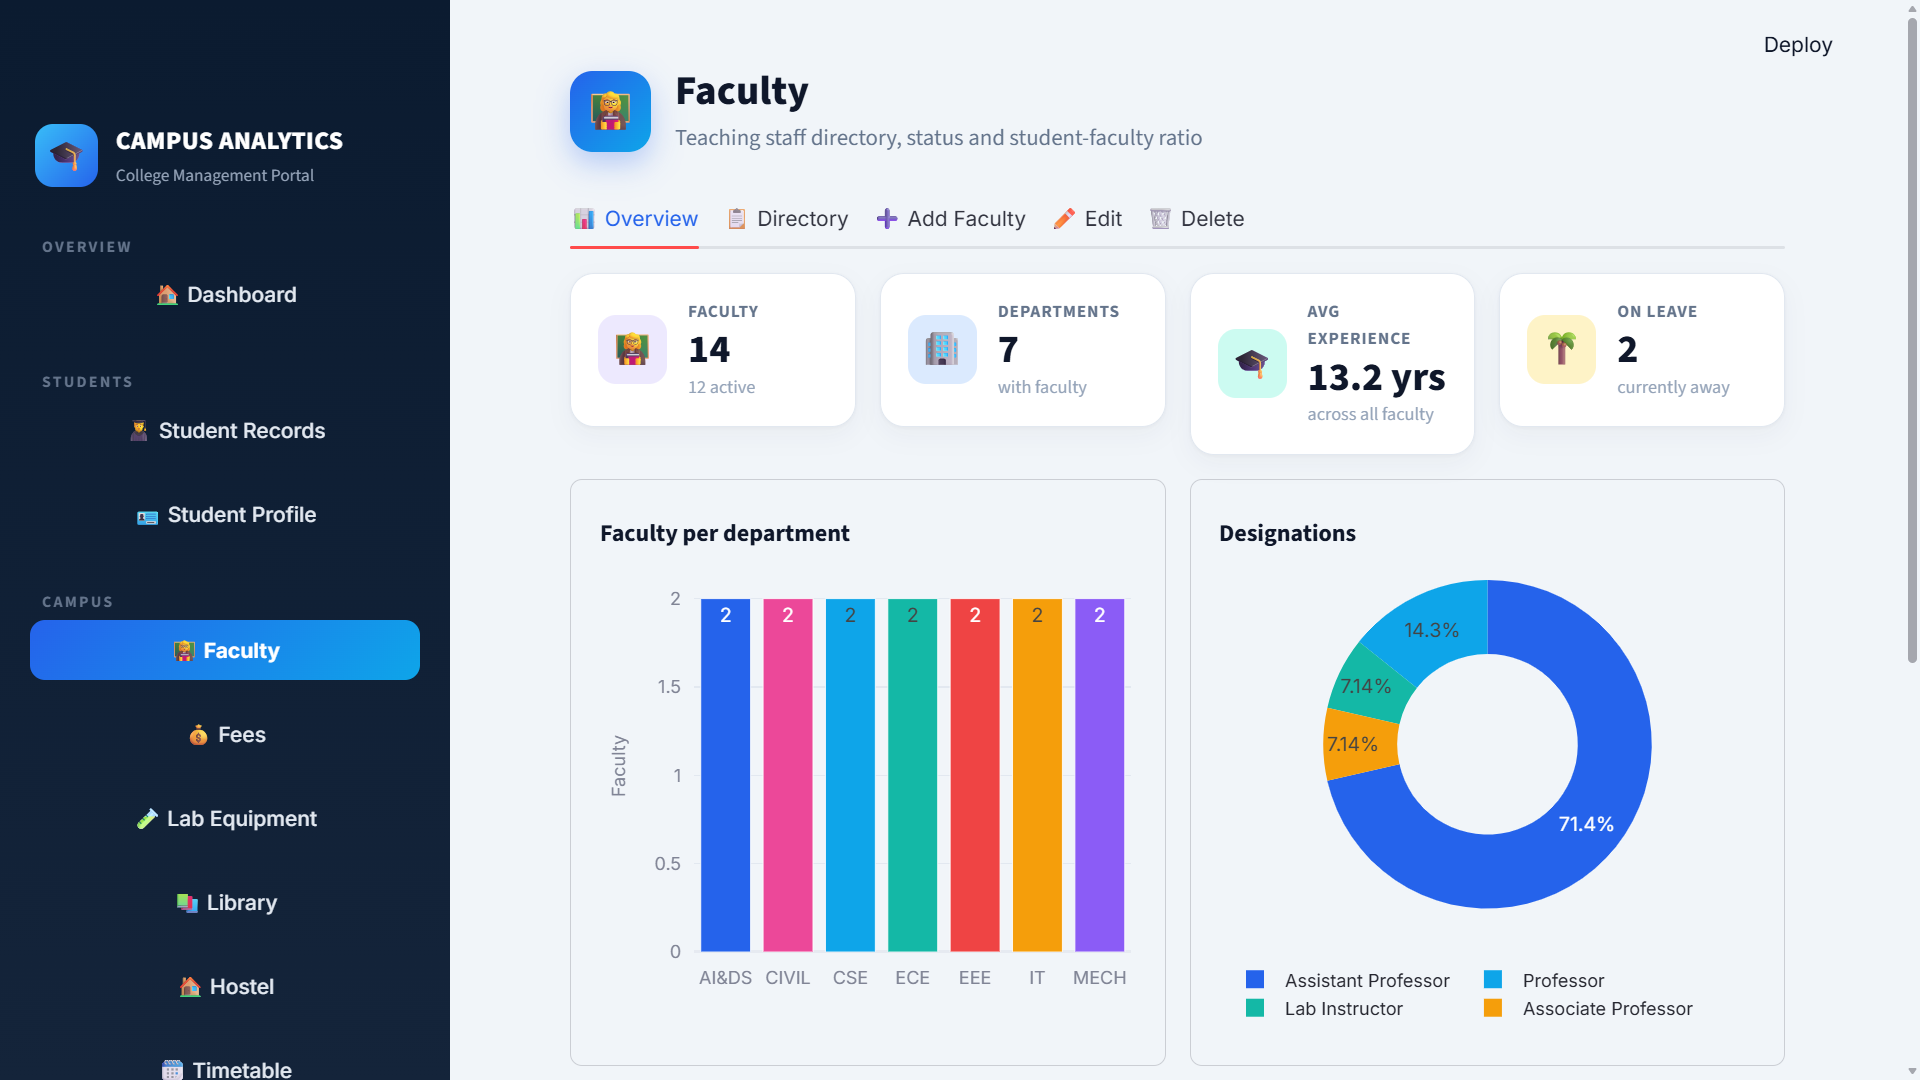 Deploy
CAMPUS ANALYTICS
College Management Portal
OVERVIEW
Dashboard
STUDENTS
Student Records
Student Profile
CAMPUS
Faculty
Fees
Lab Equipment
Library
Hostel
Timetable
Faculty
Teaching staff directory, status and student-faculty ratio
Overview
Directory
Add Faculty
Edit
Delete
FACULTY
14
12 active
DEPARTMENTS
7
with faculty
AVG
EXPERIENCE
13.2 yrs
across all faculty
ON LEAVE
2
currently away
Faculty per department
2
1.5
1
0.5
0
Faculty
2 2 2 2 2 2 2
AI&DS CIVIL CSE ECE EEE IT MECH
Designations
14.3%
7.14%
7.14%
71.4%
Assistant Professor
Professor
Lab Instructor
Associate Professor